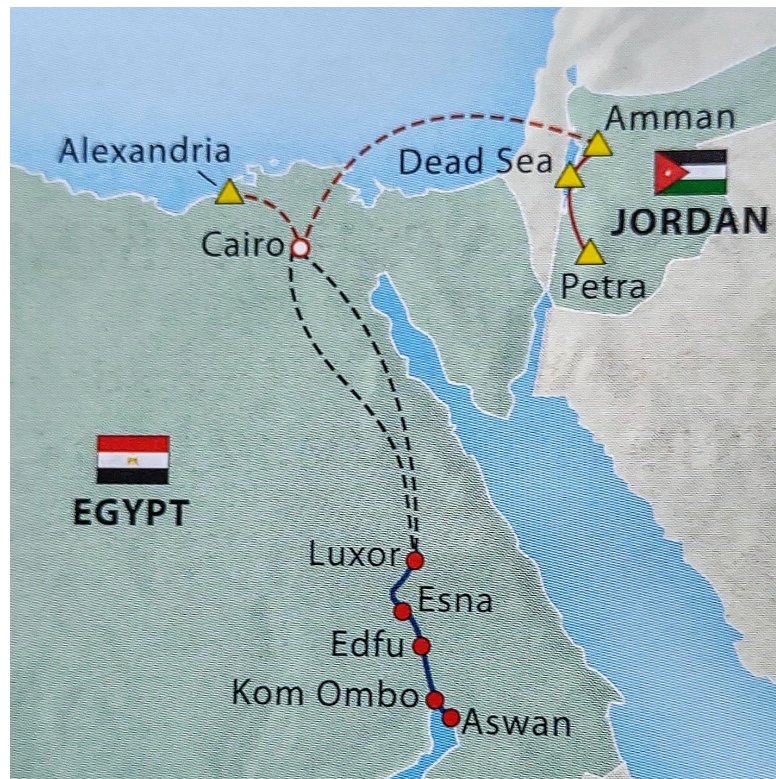 Amman
Alexandria
Dead Sea
JORDAN
Cairo
Petra
EGYPT
Luxor
Esna
Edfu
Kom Ombo
Aswan